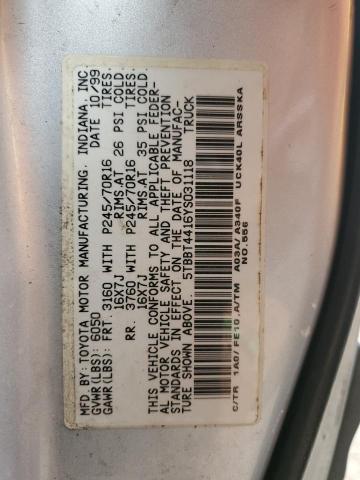 MFD. BY: TOYOTA MOTOR MANUFACTURING, INDIANA, INC.
GVWR(LBS): 6050 DATE 10/99
GAWR(LBS): FRT. 3160 WITH P245/70R16 TIRES.
16X7J RIMS.AT 26 PSI COLD.
RR. 3760 WITH P245/70R16 TIRES.
16X7J RIMS.AT 35 PSI COLD.
THIS VEHICLE CONFORMS TO ALL APPLICABLE FEDER-
AL MOTOR VEHICLE SAFETY AND THEFT PREVENTION
STANDARDS IN EFFECT ON THE DATE OF MANUFAC-
TURE SHOWN ABOVE. 5TBBT4416YS031118 TRUCK
C/TR 1A0/FE10.A/TM A03A/A340F UCK40L ARSSKA
NO.556